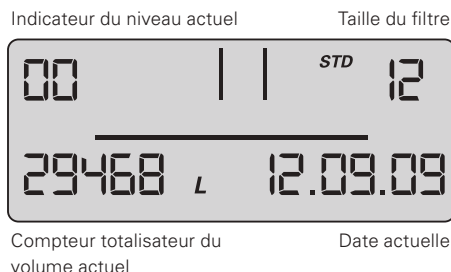 Indicateur du niveau actuel Taille du filtre
00 STD 12
29468 L 12.09.09
Compteur totalisateur du Date actuelle
volume actuel